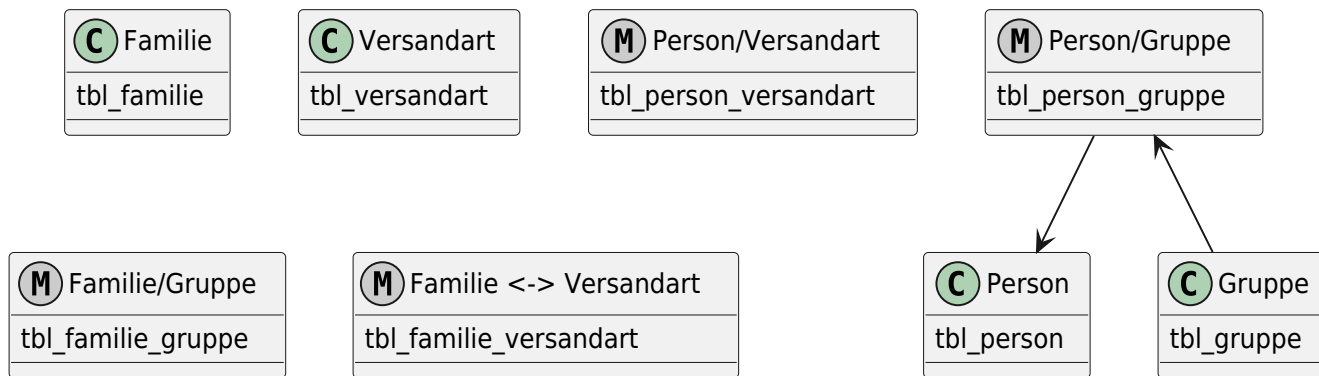 C Familie
tbl_familie
C Versandart
tbl_versandart
M Person/Versandart
tbl_person_versandart
M Person/Gruppe
tbl_person_gruppe
M Familie/Gruppe
tbl_familie_gruppe
M Familie <-> Versandart
tbl_familie_versandart
C Person
tbl_person
C Gruppe
tbl_gruppe